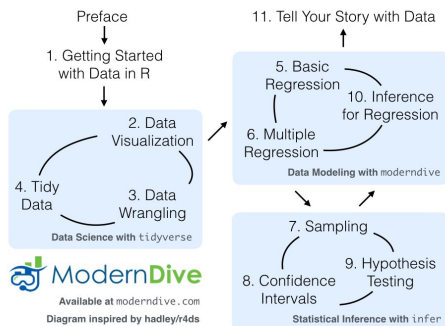 Preface
1. Getting Started
with Data in R
2. Data
Visualization
4. Tidy
Data
3. Data
Wrangling
Data Science with tidyverse
ModernDive
Available at moderndive.com
Diagram inspired by hadley/r4ds
11. Tell Your Story with Data
5. Basic
Regression
10. Inference
for Regression
6. Multiple
Regression
Data Modeling with moderndive
7. Sampling
9. Hypothesis
Testing
8. Confidence
Intervals
Statistical Inference with infer